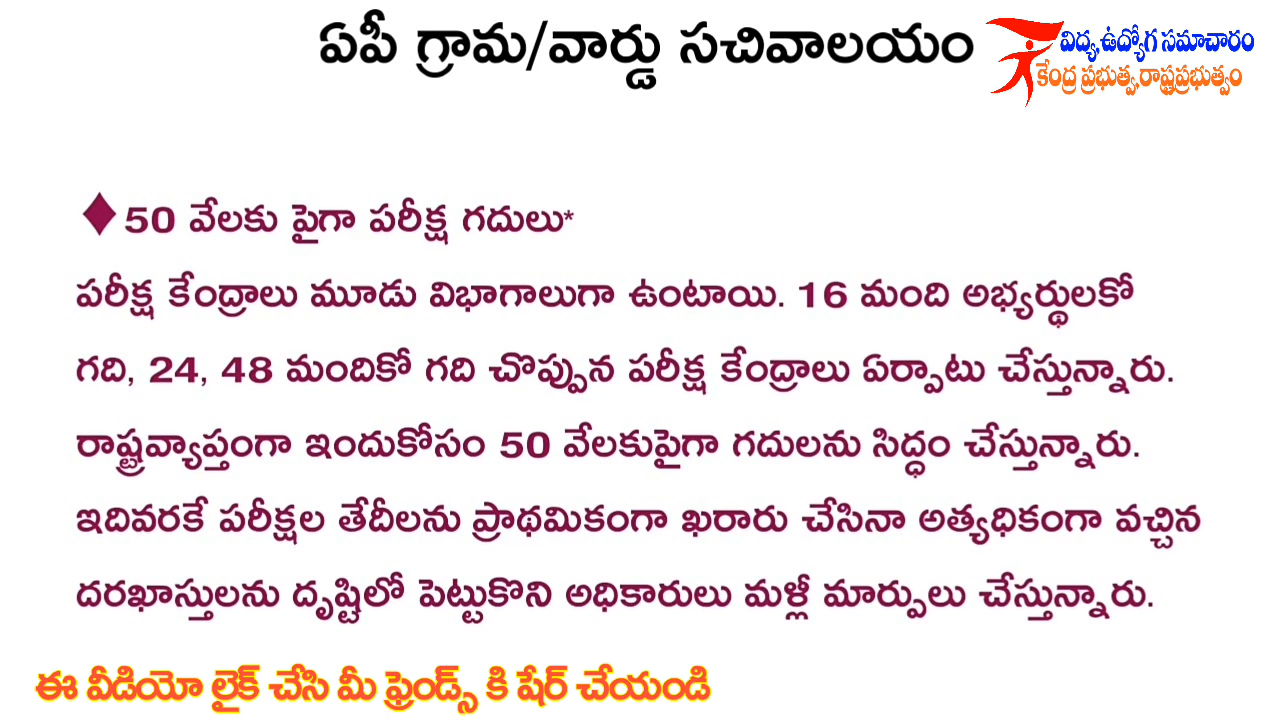 ఏపీ గ్రామ/వార్డు సచివాలయం
విద్య,ఉద్యోగ సమాచారం
కేంద్ర ప్రభుత్వ,రాష్ట్రప్రభుత్వం
♦50 వేలకు పైగా పరీక్ష గదులు*
పరీక్ష కేంద్రాలు మూడు విభాగాలుగా ఉంటాయి. 16 మంది అభ్యర్థులకో
గది, 24, 48 మందికో గది చొప్పున పరీక్ష కేంద్రాలు ఏర్పాటు చేస్తున్నారు.
రాష్ట్రవ్యాప్తంగా ఇందుకోసం 50 వేలకుపైగా గదులను సిద్ధం చేస్తున్నారు.
ఇదివరకే పరీక్షల తేదీలను ప్రాథమికంగా ఖరారు చేసినా అత్యధికంగా వచ్చిన
దరఖాస్తులను దృష్టిలో పెట్టుకొని అధికారులు మళ్లీ మార్పులు చేస్తున్నారు.
ఈ వీడియో లైక్ చేసి మీ ఫ్రెండ్స్ కి షేర్ చేయండి